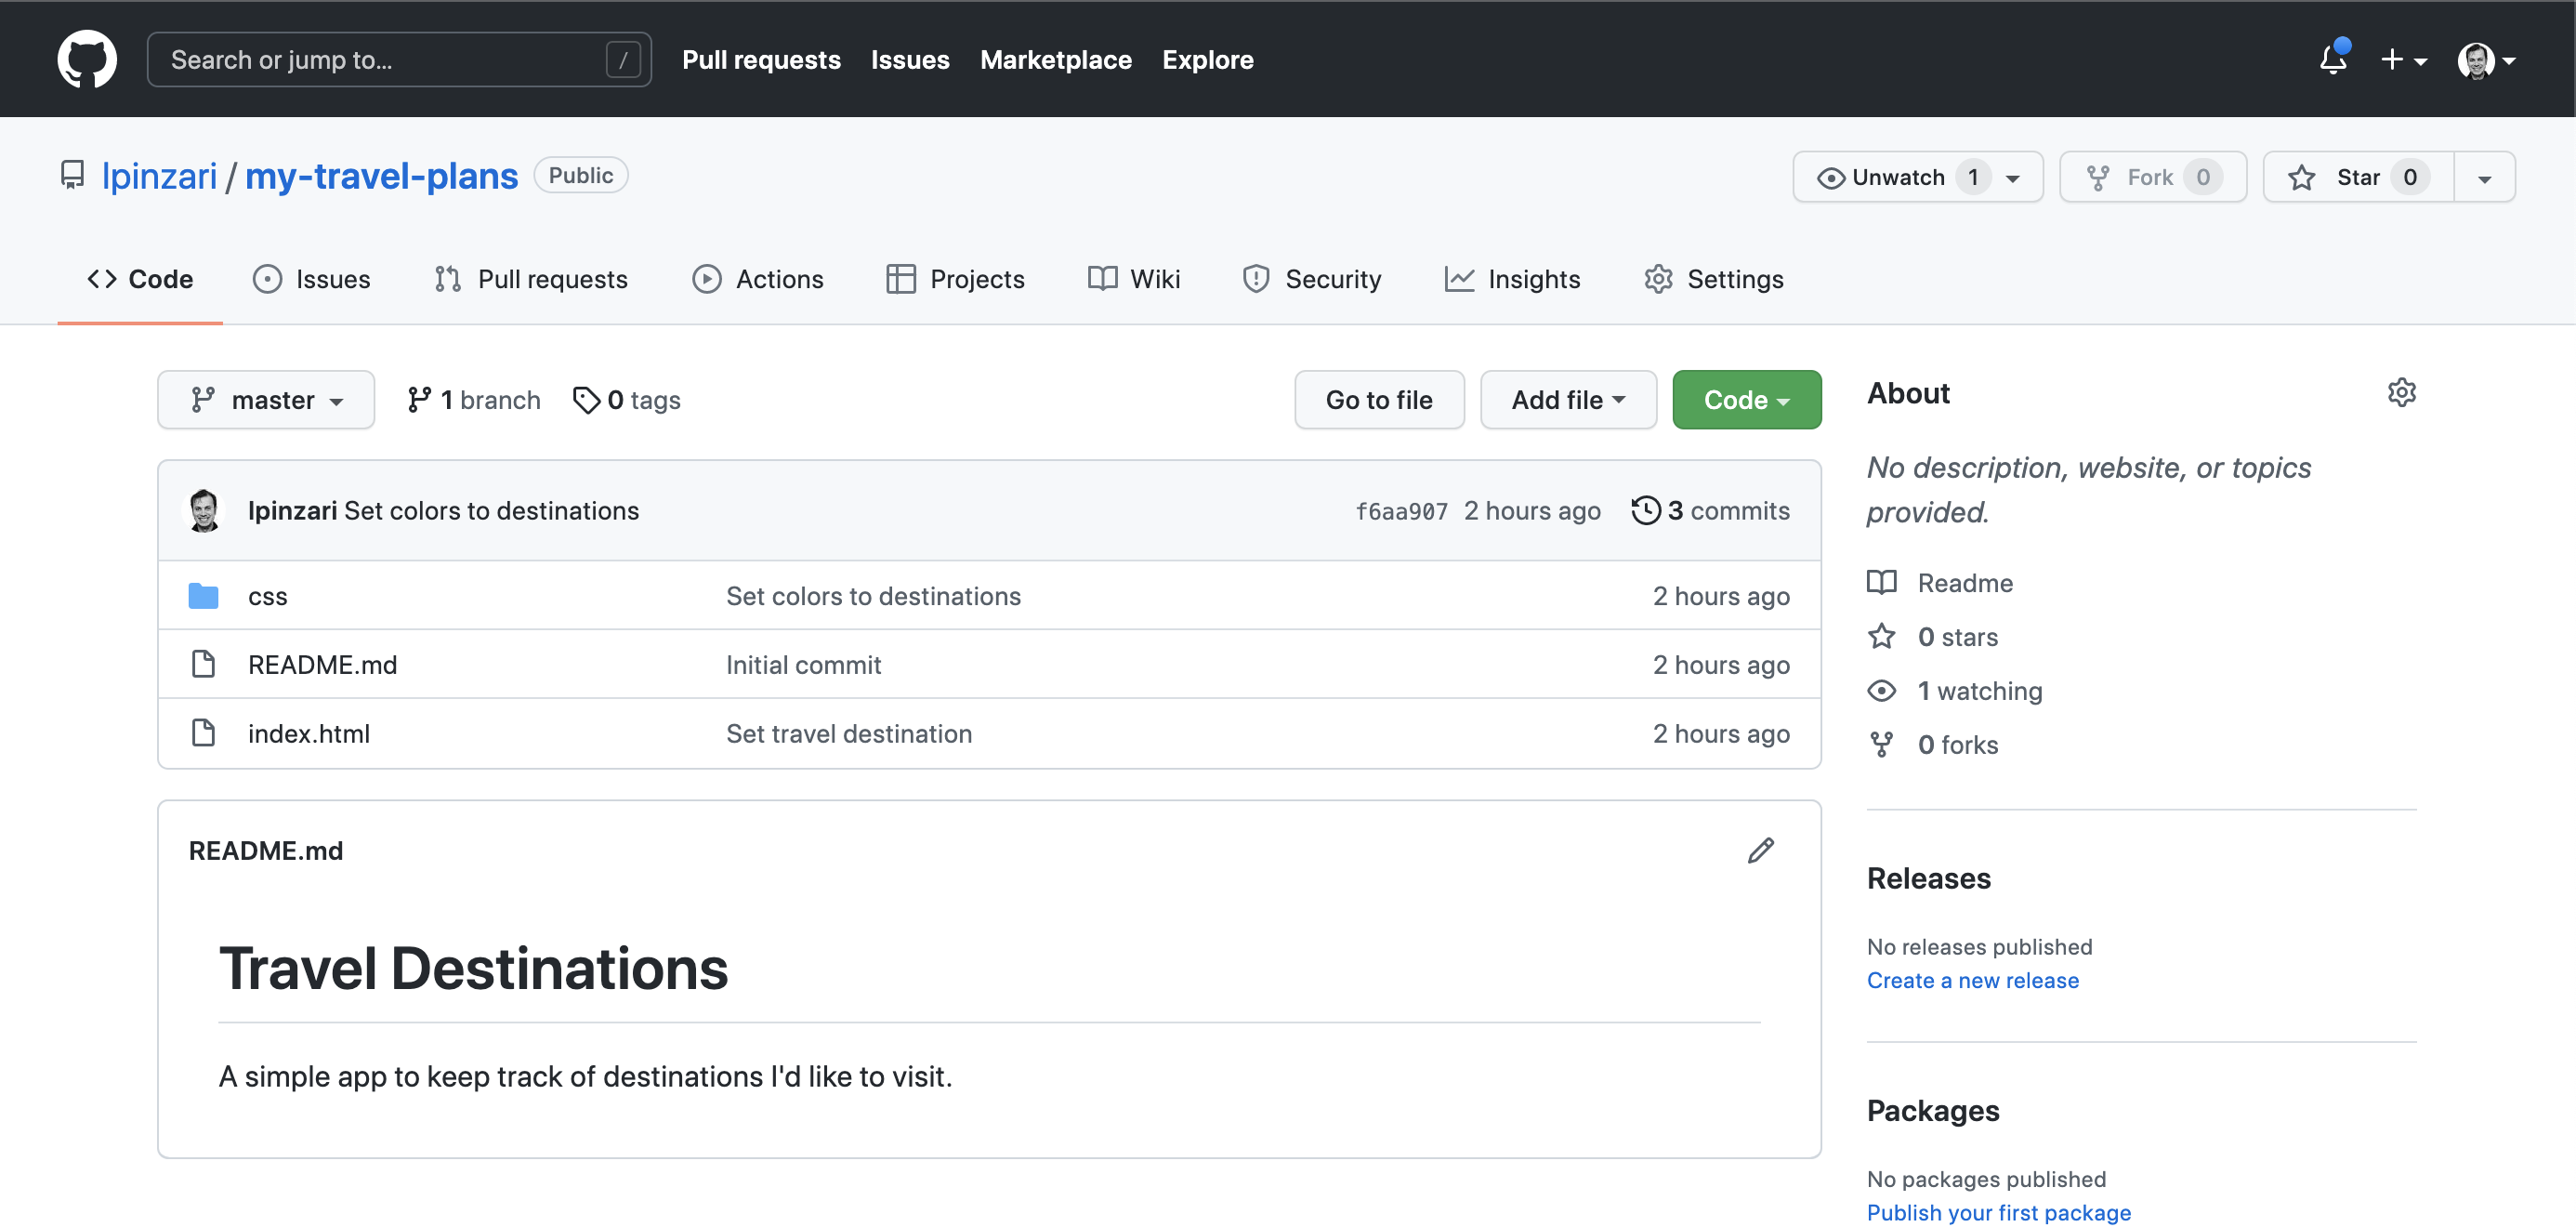 Search or jump to... / Pull requests Issues Marketplace Explore
lpinzari / my-travel-plans Public Unwatch 1 Fork 0 Star 0
Code Issues Pull requests Actions Projects Wiki Security Insights Settings
master 1 branch 0 tags Go to file Add file Code
lpinzari Set colors to destinations f6aa907 2 hours ago 3 commits
css Set colors to destinations 2 hours ago
README.md Initial commit 2 hours ago
index.html Set travel destination 2 hours ago
README.md
Travel Destinations
A simple app to keep track of destinations I'd like to visit.
About
No description, website, or topics
provided.
Readme
0 stars
1 watching
0 forks
Releases
No releases published
Create a new release
Packages
No packages published
Publish your first package